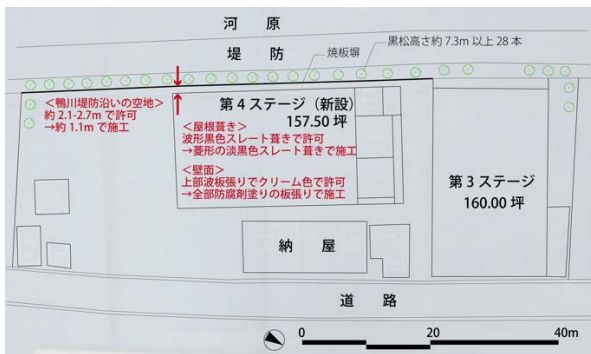 河 原
堤 防
焼板塀
黒松高さ約 7.3m 以上 28 本
＜鴨川堤防沿いの空地＞
約 2.1-2.7m で許可
→約 1.1m で施工
第４ステージ（新設）
157.50 坪
＜屋根葺き＞
波形黒色スレート葺きで許可
→菱形の淡黒色スレート葺きで施工
＜壁面＞
上部波板張りでクリーム色で許可
→全部防腐剤塗りの板張りで施工
第３ステージ
160.00 坪
納 屋
道 路
0 20 40m